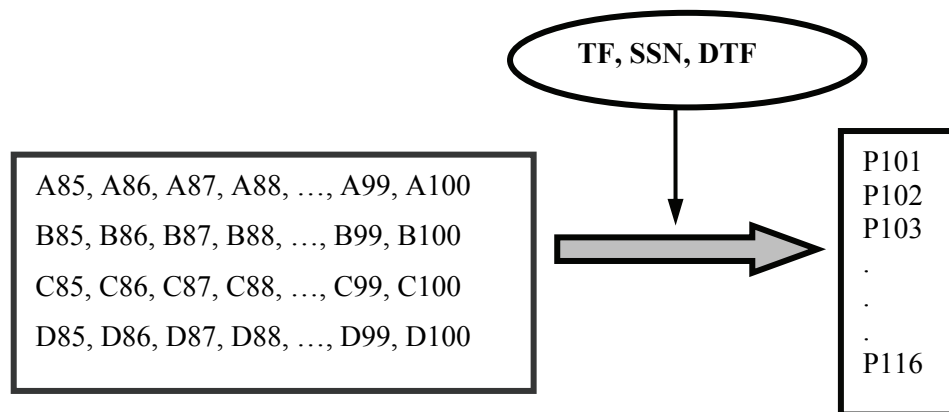 TF, SSN, DTF
A85, A86, A87, A88, …, A99, A100
B85, B86, B87, B88, …, B99, B100
C85, C86, C87, C88, …, C99, C100
D85, D86, D87, D88, …, D99, D100
P101
P102
P103
.
.
.
P116